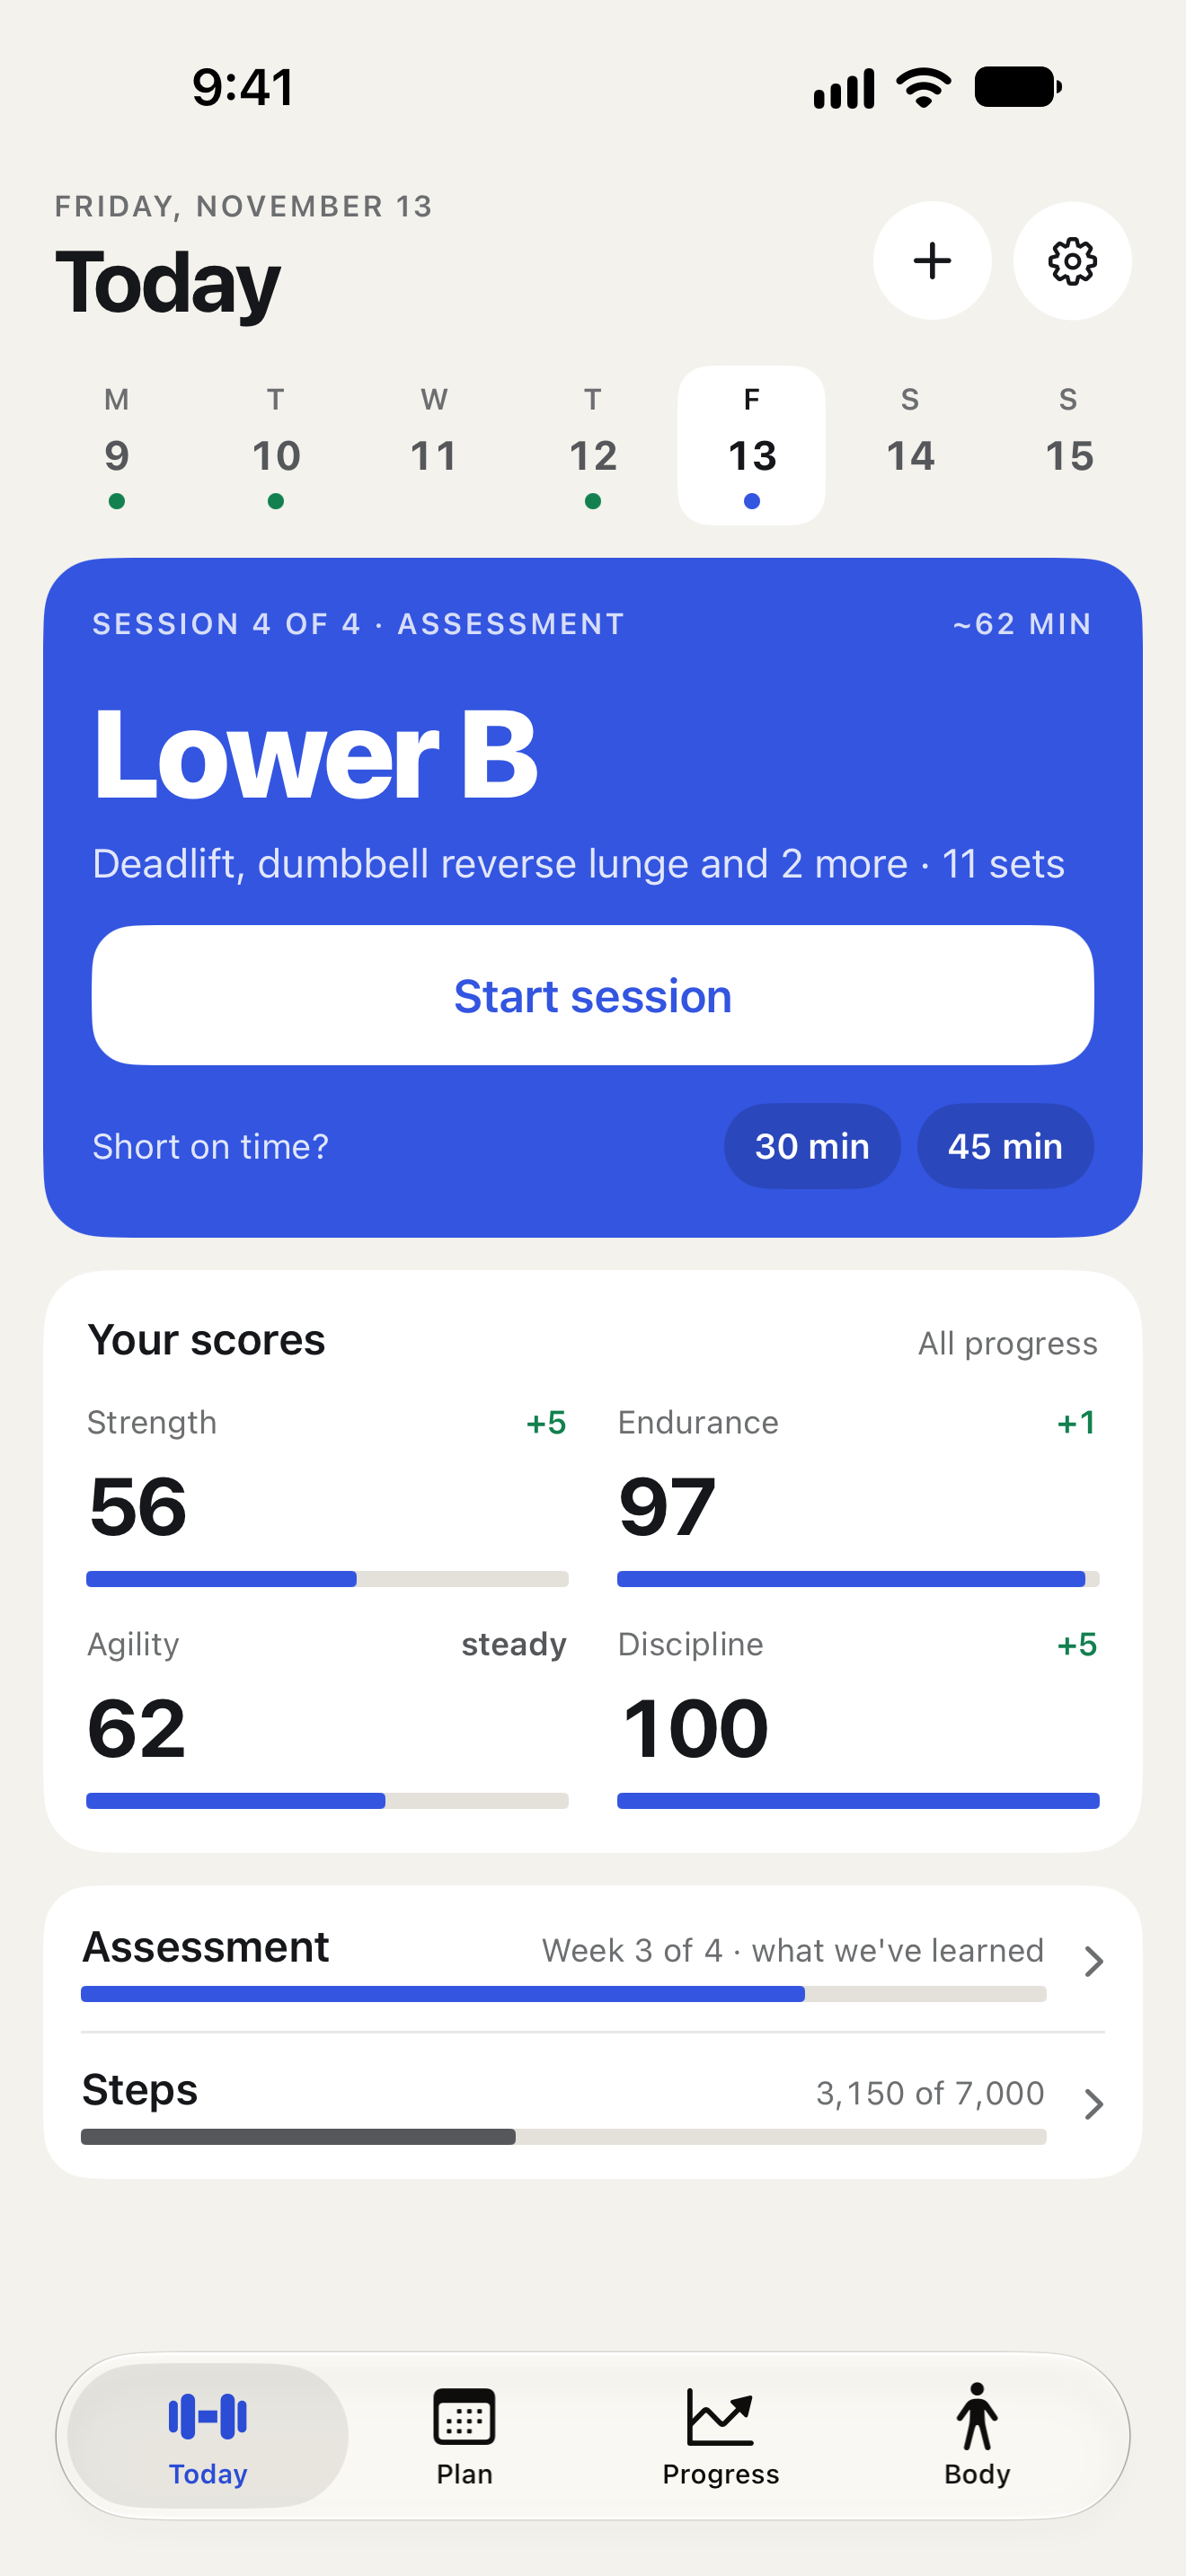 9:41
FRIDAY, NOVEMBER 13
Today
M T W T F S S
9 10 11 12 13 14 15
SESSION 4 OF 4 · ASSESSMENT ~62 MIN
Lower B
Deadlift, dumbbell reverse lunge and 2 more · 11 sets
Start session
Short on time? 30 min 45 min
Your scores All progress
Strength +5 Endurance +1
56 97
Agility steady Discipline +5
62 100
Assessment Week 3 of 4 · what we've learned
Steps 3,150 of 7,000
Today Plan Progress Body